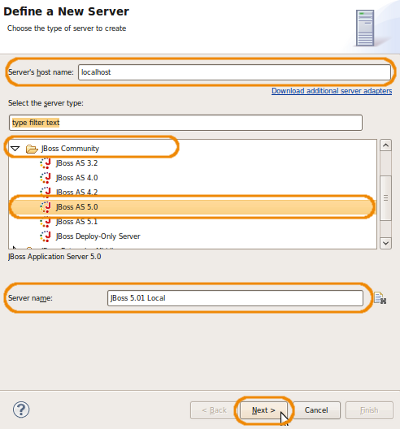 Define a New Server
Choose the type of server to create
Server's host name: localhost
Download additional server adapters
Select the server type:
type filter text
JBoss Community
JBoss AS 3.2
JBoss AS 4.0
JBoss AS 4.2
JBoss AS 5.0
JBoss AS 5.1
JBoss Deploy-Only Server
JBoss Application Server 5.0
Server name: JBoss 5.01 Local
? < Back Next > Cancel Finish